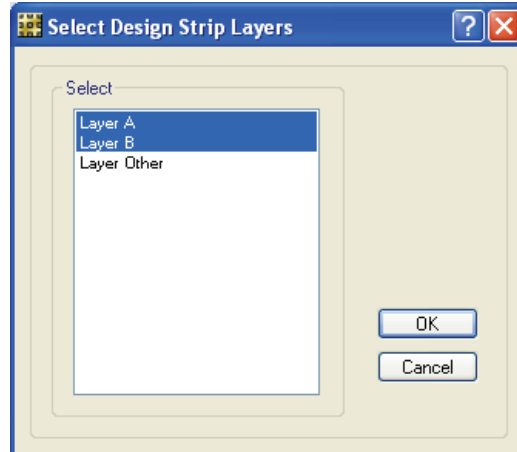 Select Design Strip Layers
Select
Layer A
Layer B
Layer Other
OK
Cancel